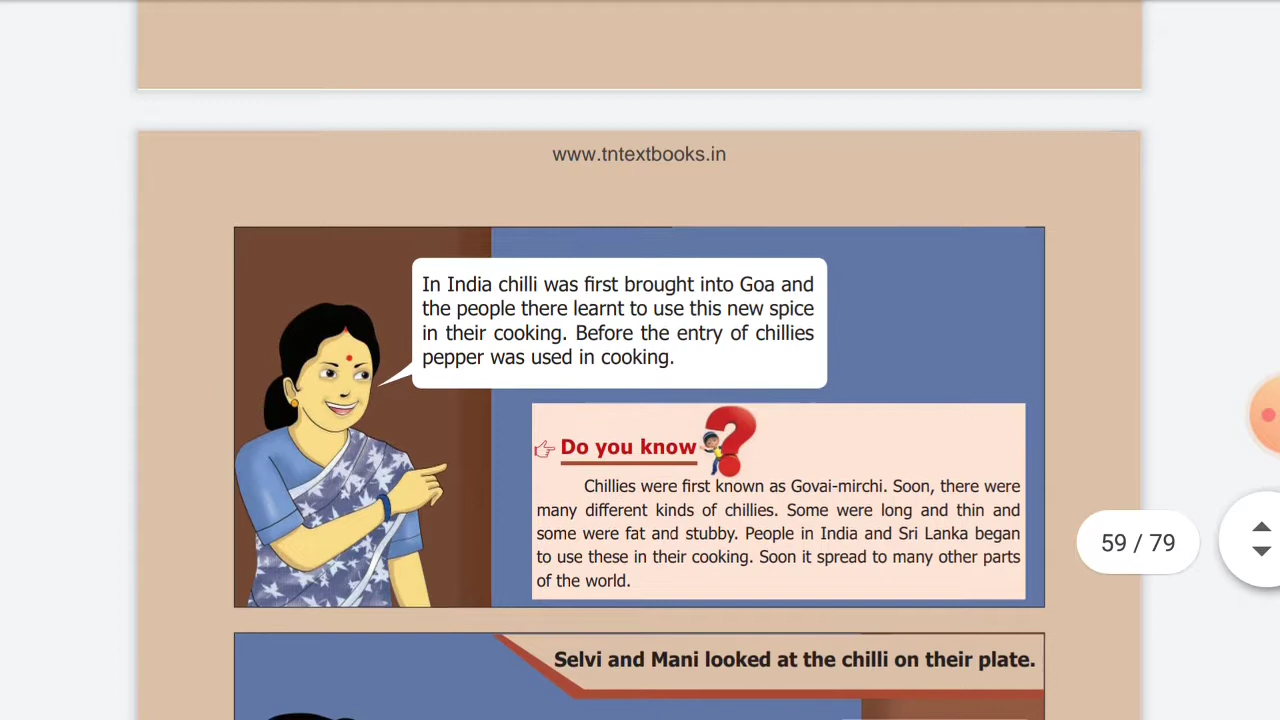 www.tntextbooks.in
In India chilli was first brought into Goa and
the people there learnt to use this new spice
in their cooking. Before the entry of chillies
pepper was used in cooking.
Do you know
Chillies were first known as Govai-mirchi. Soon, there were
many different kinds of chillies. Some were long and thin and
some were fat and stubby. People in India and Sri Lanka began
to use these in their cooking. Soon it spread to many other parts
of the world.
59 / 79
Selvi and Mani looked at the chilli on their plate.